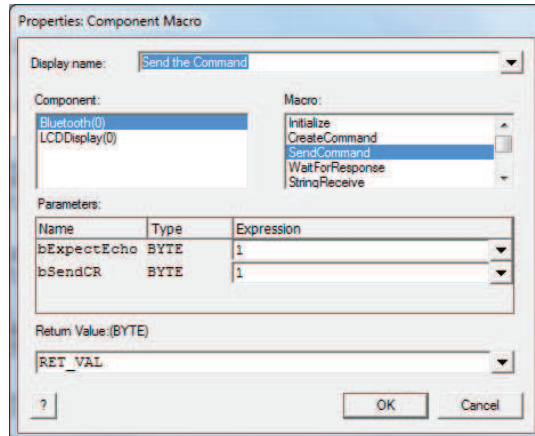 Properties: Component Macro
Display name: Send the Command
Component:
Bluetooth(0)
LCDDisplay(0)
Macro:
Initialize
CreateCommand
SendCommand
WaitForResponse
StringReceive
Parameters:
Name Type Expression
bExpectEcho BYTE 1
bSendCR BYTE 1
Return Value:(BYTE)
RET_VAL
? OK Cancel